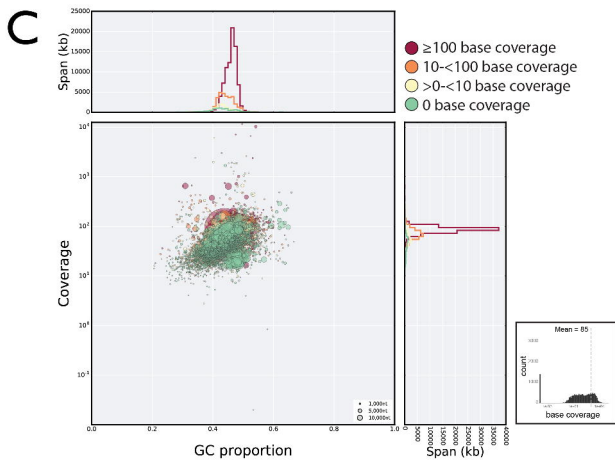 C
Span (kb)
25000
20000
15000
10000
5000
0
≥100 base coverage
10-<100 base coverage
>0-<10 base coverage
0 base coverage
Coverage
10⁴
10³
10²
10¹
10⁰
10⁻¹
1,000nt
5,000nt
10,000nt
0.0 0.2 0.4 0.6 0.8 1.0
GC proportion
0 5000 10000 15000 20000 25000 30000 35000 40000
Span (kb)
Mean = 85
count
base coverage